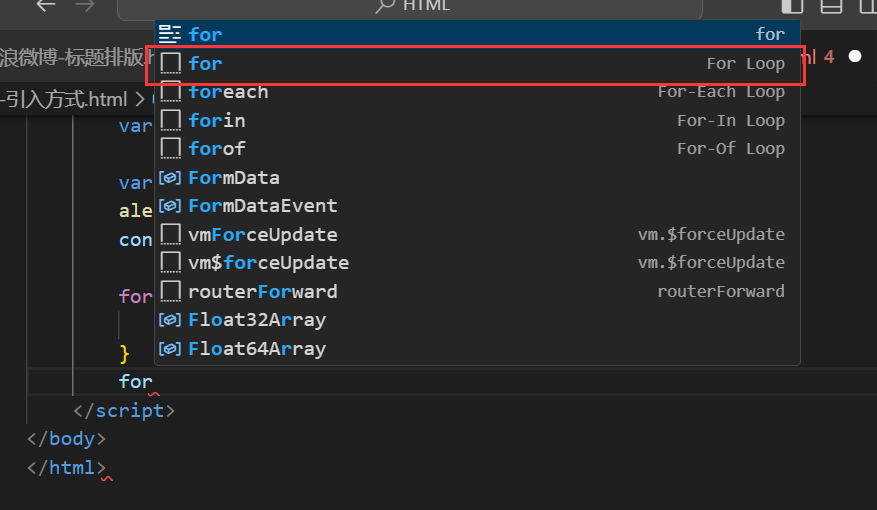 HTML
浪微博-标题排版.h
ml 4
-引入方式.html >
for for
for For Loop
foreach For-Each Loop
forin For-In Loop
forof For-Of Loop
FormData
FormDataEvent
vmForceUpdate vm.$forceUpdate
vm$forceUpdate vm.$forceUpdate
routerForward routerForward
Float32Array
Float64Array
var
var
ale
con
for
}
for
</script>
</body>
</html>